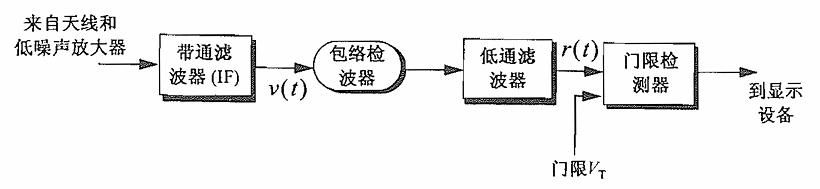 来自天线和
低噪声放大器
带通滤
波器(IF)
v(t)
包络检
波器
低通滤
波器
r(t)
门限检
测器
到显示
设备
门限V_T